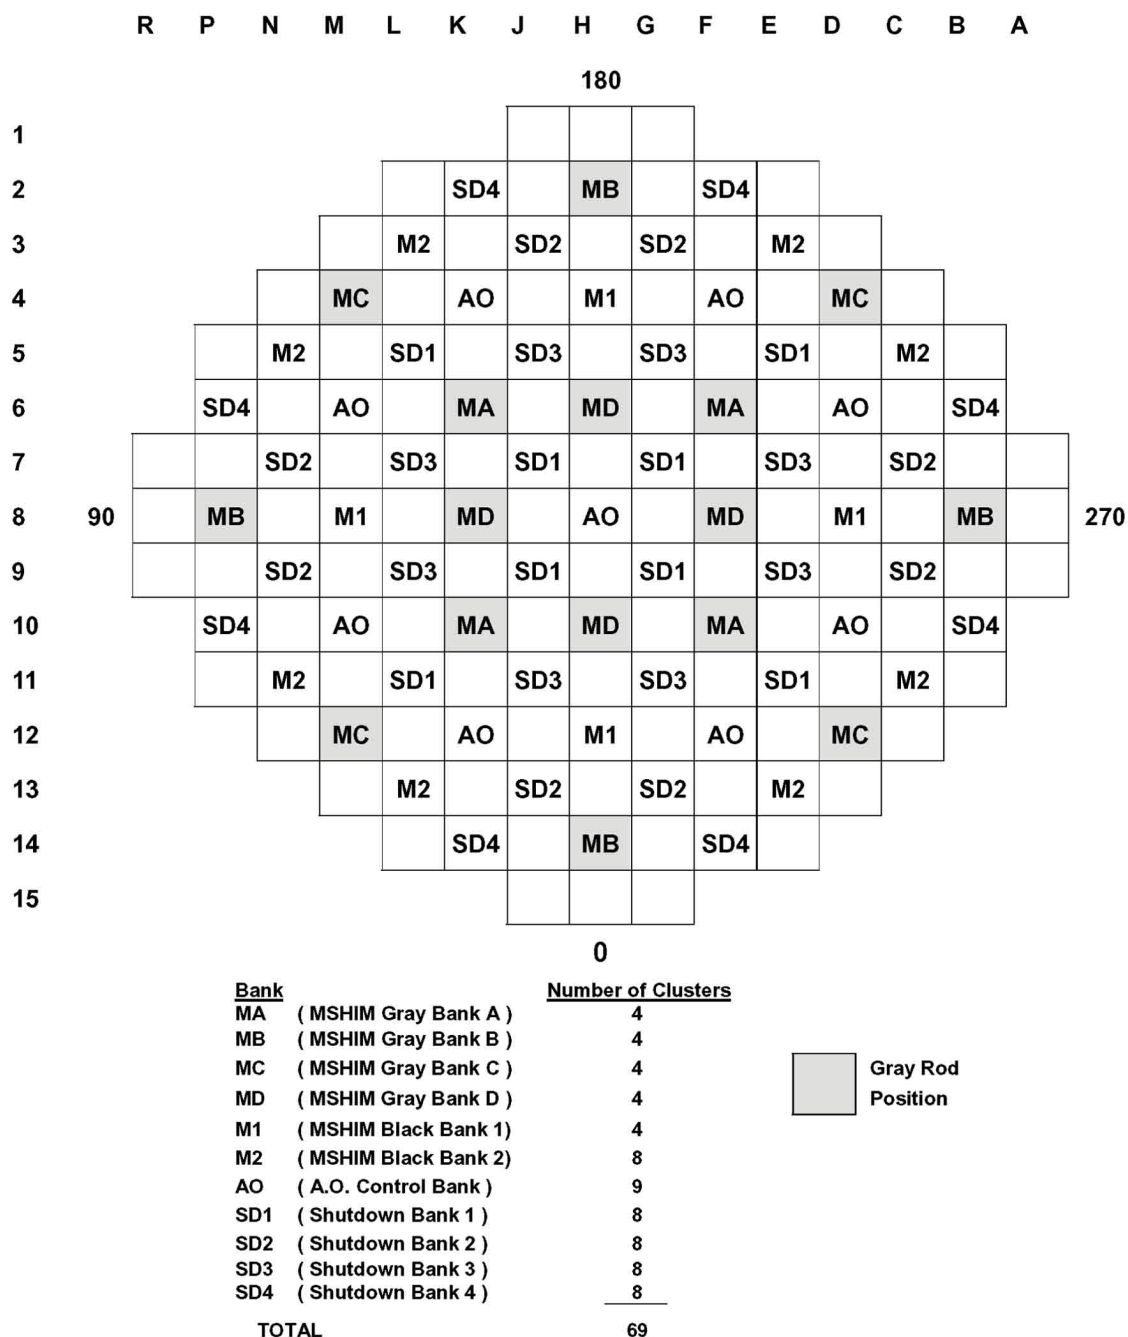 R P N M L K J H G F E D C B A
180
1
2 SD4 MB SD4
3 M2 SD2 SD2 M2
4 MC AO M1 AO MC
5 M2 SD1 SD3 SD3 SD1 M2
6 SD4 AO MA MD MA AO SD4
7 SD2 SD3 SD1 SD1 SD3 SD2
8 90 MB M1 MD AO MD M1 MB 270
9 SD2 SD3 SD1 SD1 SD3 SD2
10 SD4 AO MA MD MA AO SD4
11 M2 SD1 SD3 SD3 SD1 M2
12 MC AO M1 AO MC
13 M2 SD2 SD2 M2
14 SD4 MB SD4
15
0
Bank Number of Clusters
MA ( MSHIM Gray Bank A ) 4
MB ( MSHIM Gray Bank B ) 4
MC ( MSHIM Gray Bank C ) 4
MD ( MSHIM Gray Bank D ) 4
M1 ( MSHIM Black Bank 1) 4
M2 ( MSHIM Black Bank 2) 8
AO ( A.O. Control Bank ) 9
SD1 ( Shutdown Bank 1 ) 8
SD2 ( Shutdown Bank 2 ) 8
SD3 ( Shutdown Bank 3 ) 8
SD4 ( Shutdown Bank 4 ) 8
TOTAL 69
Gray Rod
Position